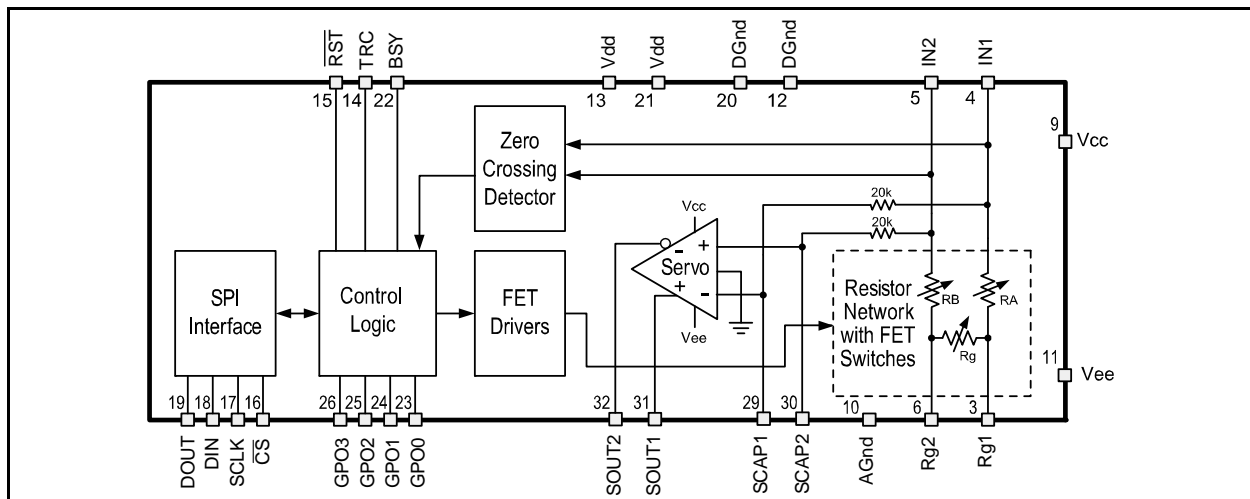 RST
TRC
BSY
Vdd
Vdd
DGnd
DGnd
IN2
IN1
15
14
22
13
21
20
12
5
4
9
Vcc
Zero
Crossing
Detector
20k
20k
Vcc
+
-
Servo
+
-
Vee
SPI
Interface
Control
Logic
FET
Drivers
Resistor
Network
with FET
Switches
RB
RA
Rg
11
Vee
19
18
17
16
26
25
24
23
32
31
29
30
10
6
3
DOUT
DIN
SCLK
CS
GPO3
GPO2
GPO1
GPO0
SOUT2
SOUT1
SCAP1
SCAP2
AGnd
Rg2
Rg1